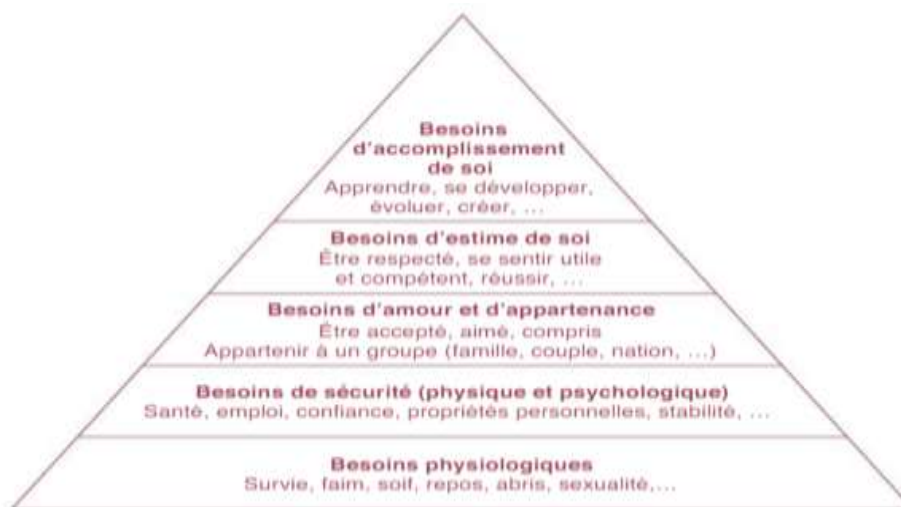 Besoins
d'accomplissement
de soi
Apprendre, se développer,
évoluer, créer, ...
Besoins d'estime de soi
Être respecté, se sentir utile
et compétent, réussir, ...
Besoins d'amour et d'appartenance
Être accepté, aimé, compris
Appartenir à un groupe (famille, couple, nation, ...)
Besoins de sécurité (physique et psychologique)
Santé, emploi, confiance, propriétés personnelles, stabilité, ...
Besoins physiologiques
Survie, faim, soif, repos, abris, sexualité,...